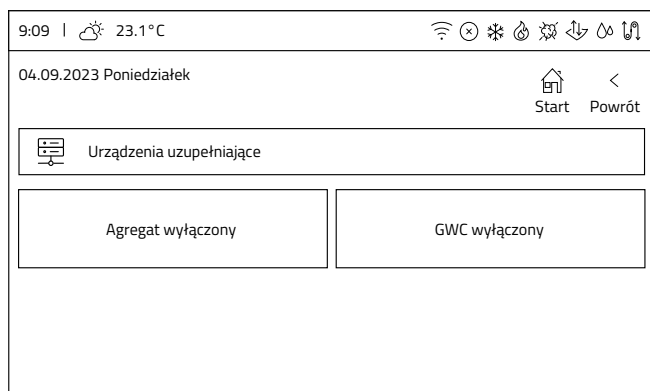 9:09 | 23.1°C
04.09.2023 Poniedziałek
Start Powrót
Urządzenia uzupełniające
Agregat wyłączony GWC wyłączony